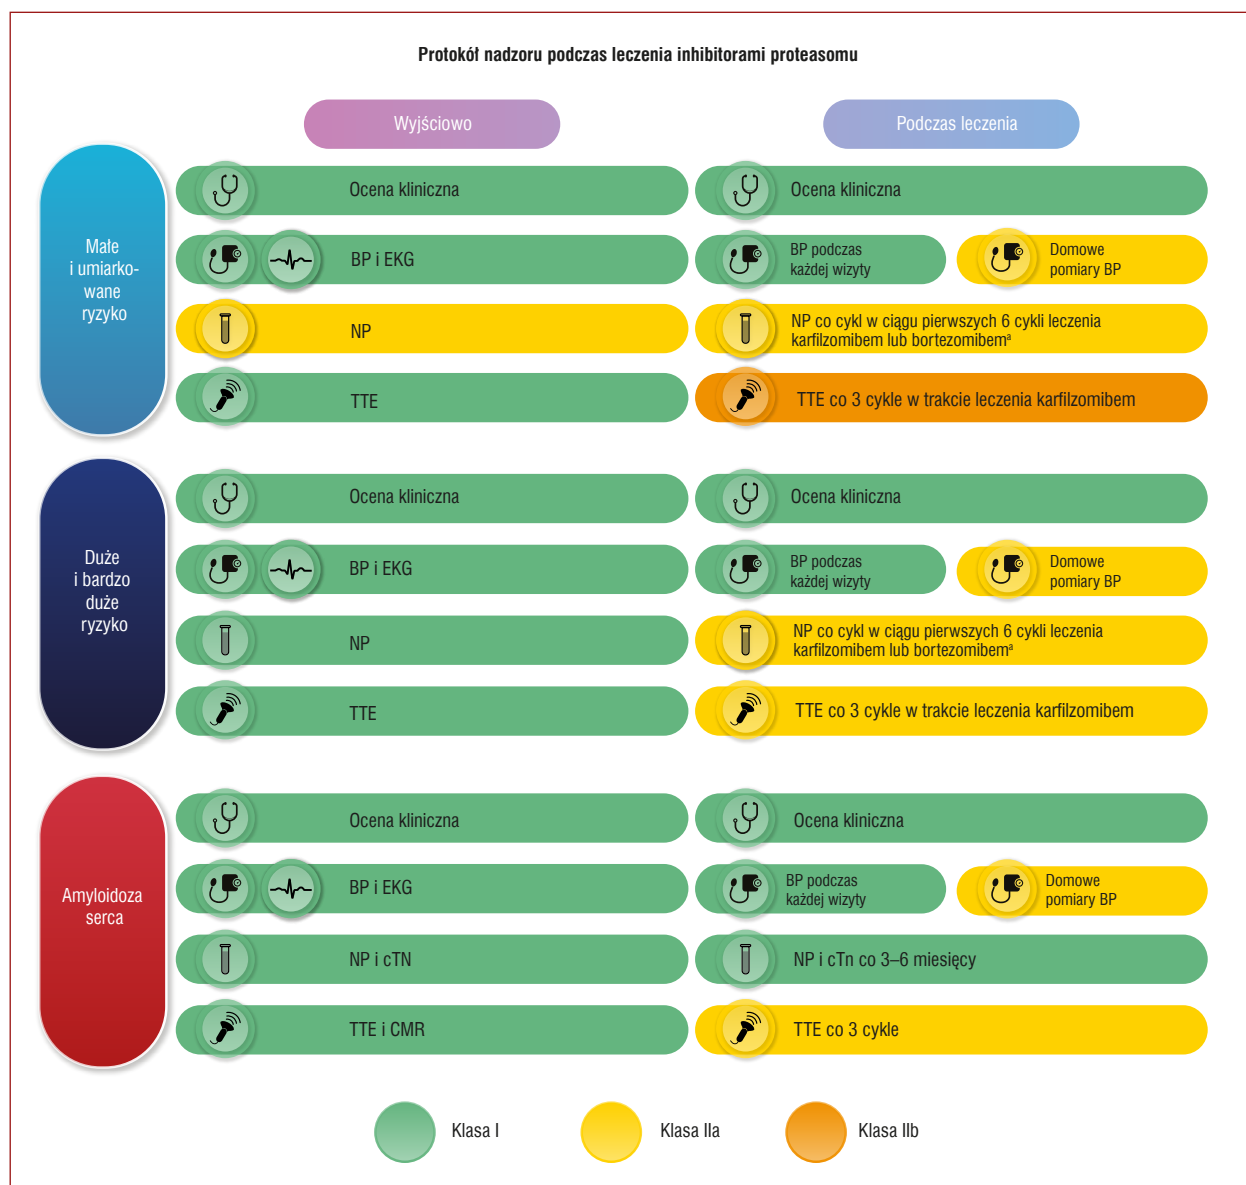 Protokół nadzoru podczas leczenia inhibitorami proteasomu
Wyjściowo
Podczas leczenia
Małe
i umiarko-
wane
ryzyko
Ocena kliniczna
Ocena kliniczna
BP i EKG
BP podczas
każdej wizyty
Domowe
pomiary BP
NP
NP co cykl w ciągu pierwszych 6 cykli leczenia
karfilzomibem lub bortezomibemª
TTE
TTE co 3 cykle w trakcie leczenia karfilzomibem
Duże
i bardzo
duże
ryzyko
Ocena kliniczna
Ocena kliniczna
BP i EKG
BP podczas
każdej wizyty
Domowe
pomiary BP
NP
NP co cykl w ciągu pierwszych 6 cykli leczenia
karfilzomibem lub bortezomibemª
TTE
TTE co 3 cykle w trakcie leczenia karfilzomibem
Amyloidoza
serca
Ocena kliniczna
Ocena kliniczna
BP i EKG
BP podczas
każdej wizyty
Domowe
pomiary BP
NP i cTN
NP i cTn co 3–6 miesięcy
TTE i CMR
TTE co 3 cykle
Klasa I
Klasa IIa
Klasa IIb